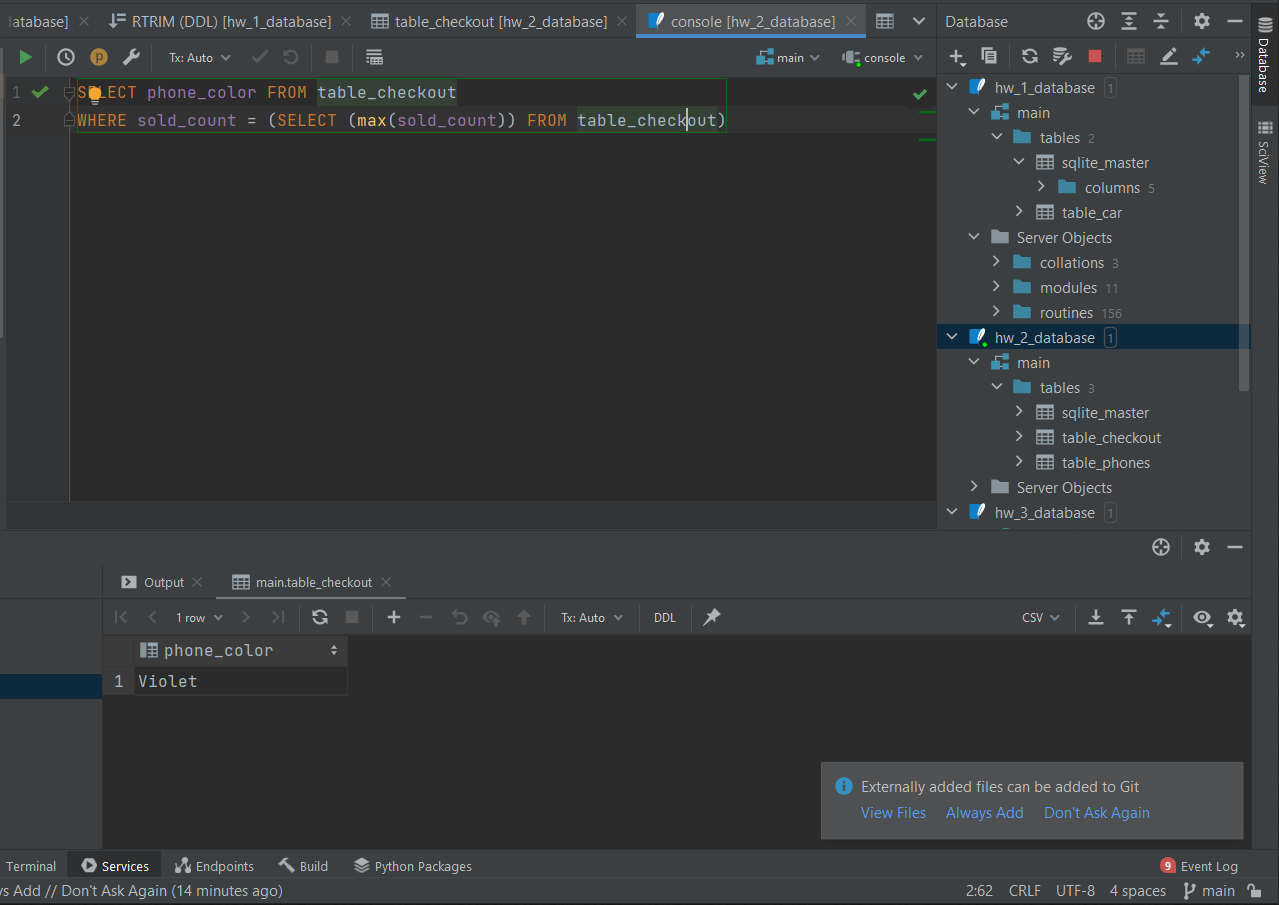 database]
RTRIM (DDL) [hw_1_database]
table_checkout [hw_2_database]
console [hw_2_database]
Database
Tx: Auto
main
console
1 SELECT phone_color FROM table_checkout
2 WHERE sold_count = (SELECT (max(sold_count)) FROM table_checkout)
hw_1_database 1
main
tables 2
sqlite_master
columns 5
table_car
Server Objects
collations 3
modules 11
routines 156
hw_2_database 1
main
tables 3
sqlite_master
table_checkout
table_phones
Server Objects
hw_3_database 1
Database
SciView
Output
main.table_checkout
1 row
Tx: Auto
DDL
CSV
phone_color
1 Violet
Externally added files can be added to Git
View Files Always Add Don't Ask Again
Terminal
Services
Endpoints
Build
Python Packages
9 Event Log
ys Add // Don't Ask Again (14 minutes ago)
2:62 CRLF UTF-8 4 spaces main